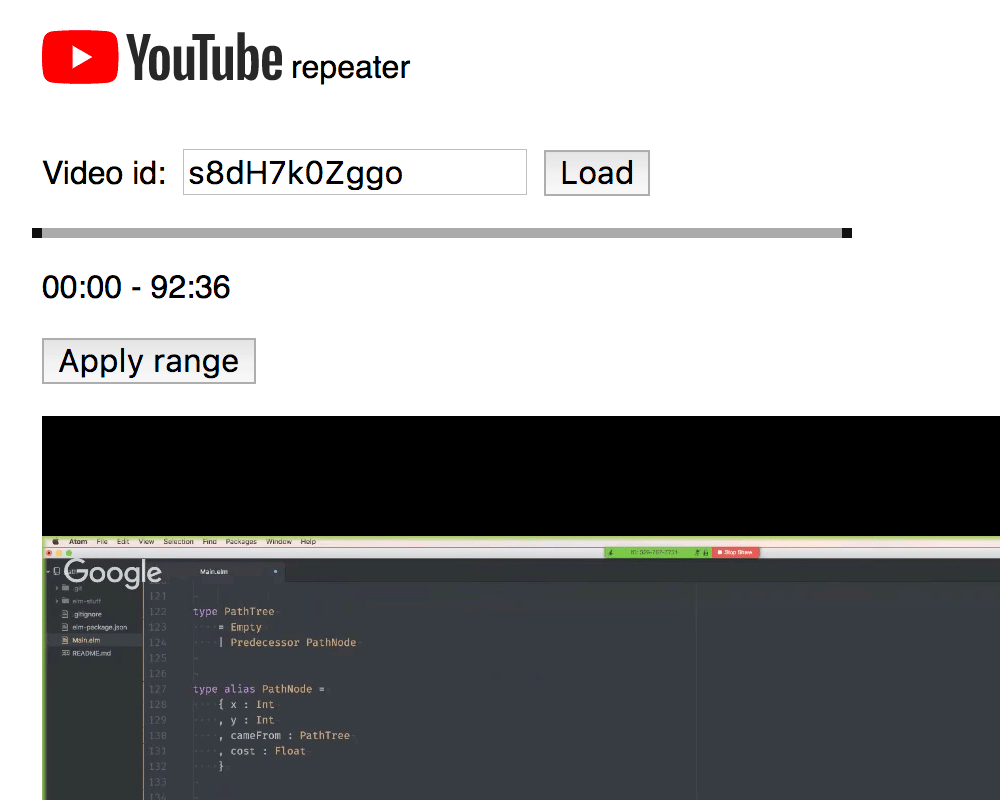 YouTube repeater
Video id: s8dH7k0Zggo Load
00:00 - 92:36
Apply range
Atom File Edit View Selection Find Packages Window Help
Stop Share
Google
Main.elm
.git
elm-stuff
.gitignore
elm-package.json
Main.elm
README.md
121
122 type PathTree
123 = Empty
124 | Predecessor PathNode
125
126
127 type alias PathNode =
128 { x : Int
129 , y : Int
130 , cameFrom : PathTree
131 , cost : Float
132 }
133
134